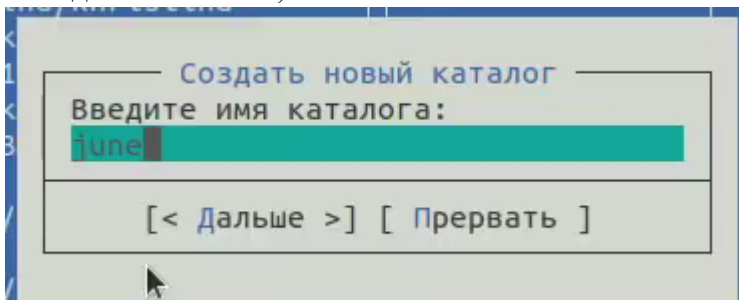 Создать новый каталог
Введите имя каталога:
june
[< Дальше >] [ Прервать ]